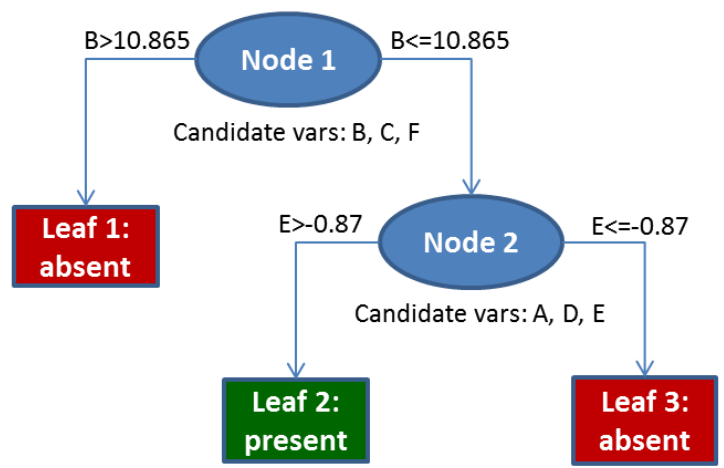 B>10.865
Node 1
B<=10.865
Candidate vars: B, C, F
Leaf 1:
absent
E>-0.87
Node 2
E<=-0.87
Candidate vars: A, D, E
Leaf 2:
present
Leaf 3:
absent